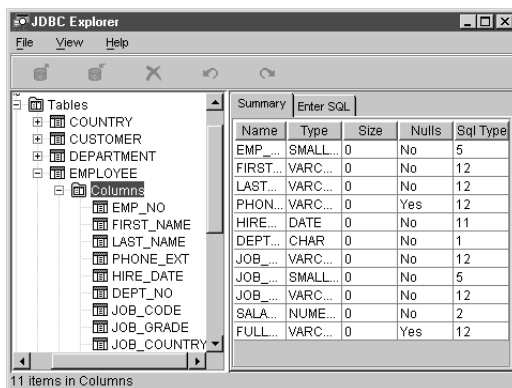 JDBC Explorer
File View Help
Tables
COUNTRY
CUSTOMER
DEPARTMENT
EMPLOYEE
Columns
EMP_NO
FIRST_NAME
LAST_NAME
PHONE_EXT
HIRE_DATE
DEPT_NO
JOB_CODE
JOB_GRADE
JOB_COUNTRY
Summary Enter SQL
Name Type Size Nulls Sql Type
EMP_... SMALL... 0 No 5
FIRST... VARC... 0 No 12
LAST... VARC... 0 No 12
PHON... VARC... 0 Yes 12
HIRE... DATE 0 No 11
DEPT... CHAR 0 No 1
JOB_... VARC... 0 No 12
JOB_... SMALL... 0 No 5
JOB_... VARC... 0 No 12
SALA... NUME... 0 No 2
FULL... VARC... 0 Yes 12
11 items in Columns